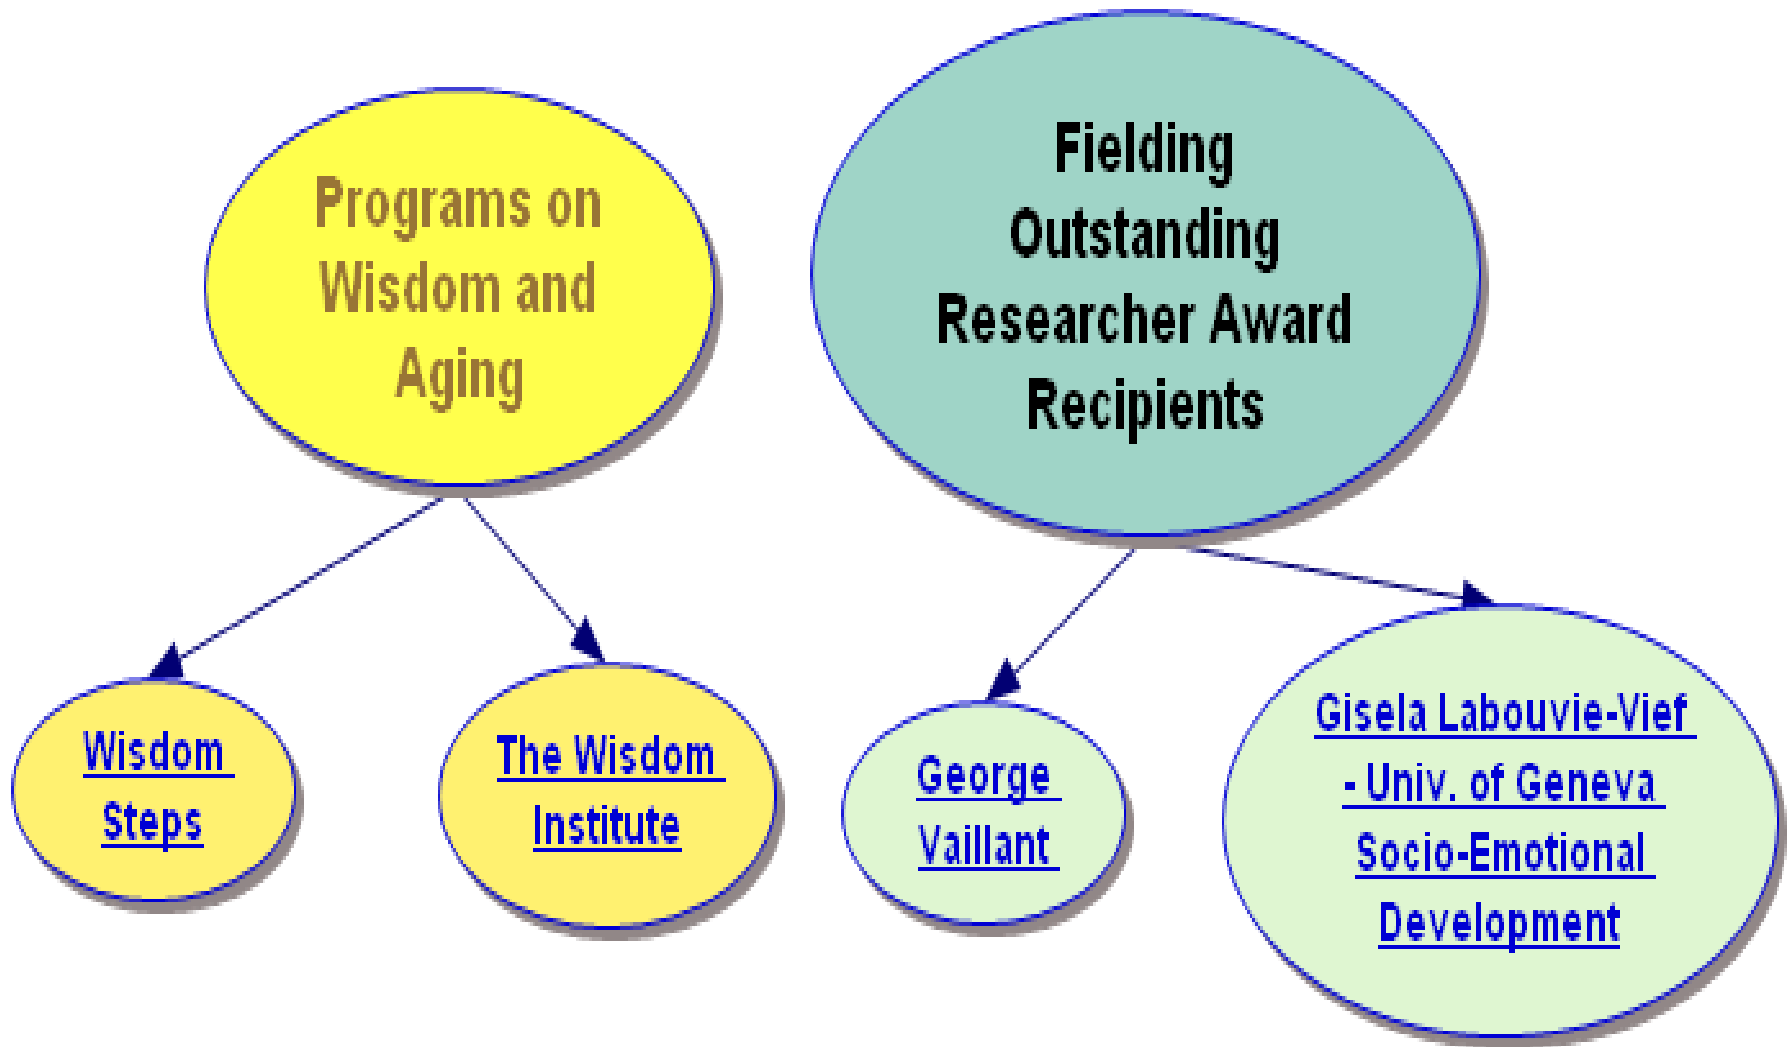 Programs on
Wisdom and
Aging
Fielding
Outstanding
Researcher Award
Recipients
Wisdom
Steps
The Wisdom
Institute
George
Vaillant
Gisela Labouvie-Vief
- Univ. of Geneva
Socio-Emotional
Development